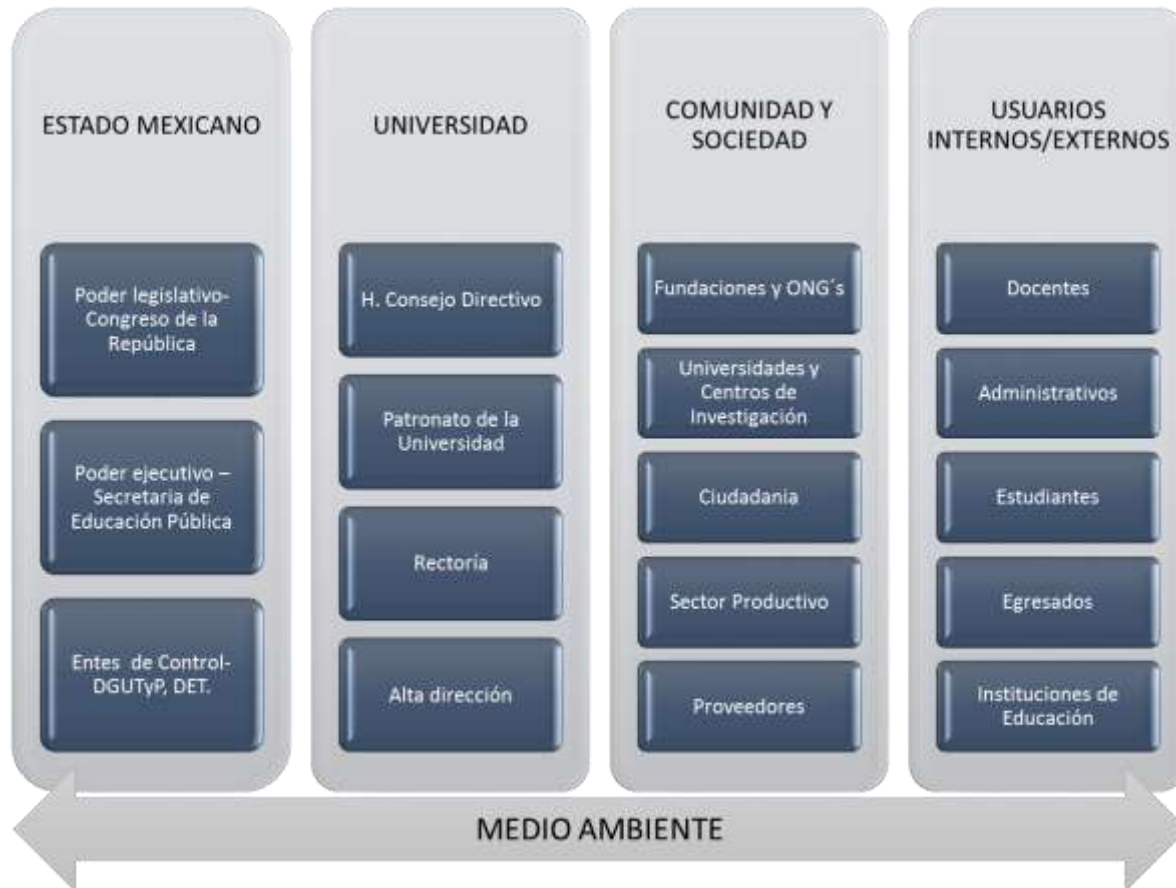 ESTADO MEXICANO
Poder legislativo-
Congreso de la
República
Poder ejecutivo –
Secretaria de
Educación Pública
Entes de Control-
DGUTyP, DET.
UNIVERSIDAD
H. Consejo Directivo
Patronato de la
Universidad
Rectoría
Alta dirección
COMUNIDAD Y
SOCIEDAD
Fundaciones y ONG´s
Universidades y
Centros de
Investigación
Ciudadania
Sector Productivo
Proveedores
USUARIOS
INTERNOS/EXTERNOS
Docentes
Administrativos
Estudiantes
Egresados
Instituciones de
Educación
MEDIO AMBIENTE